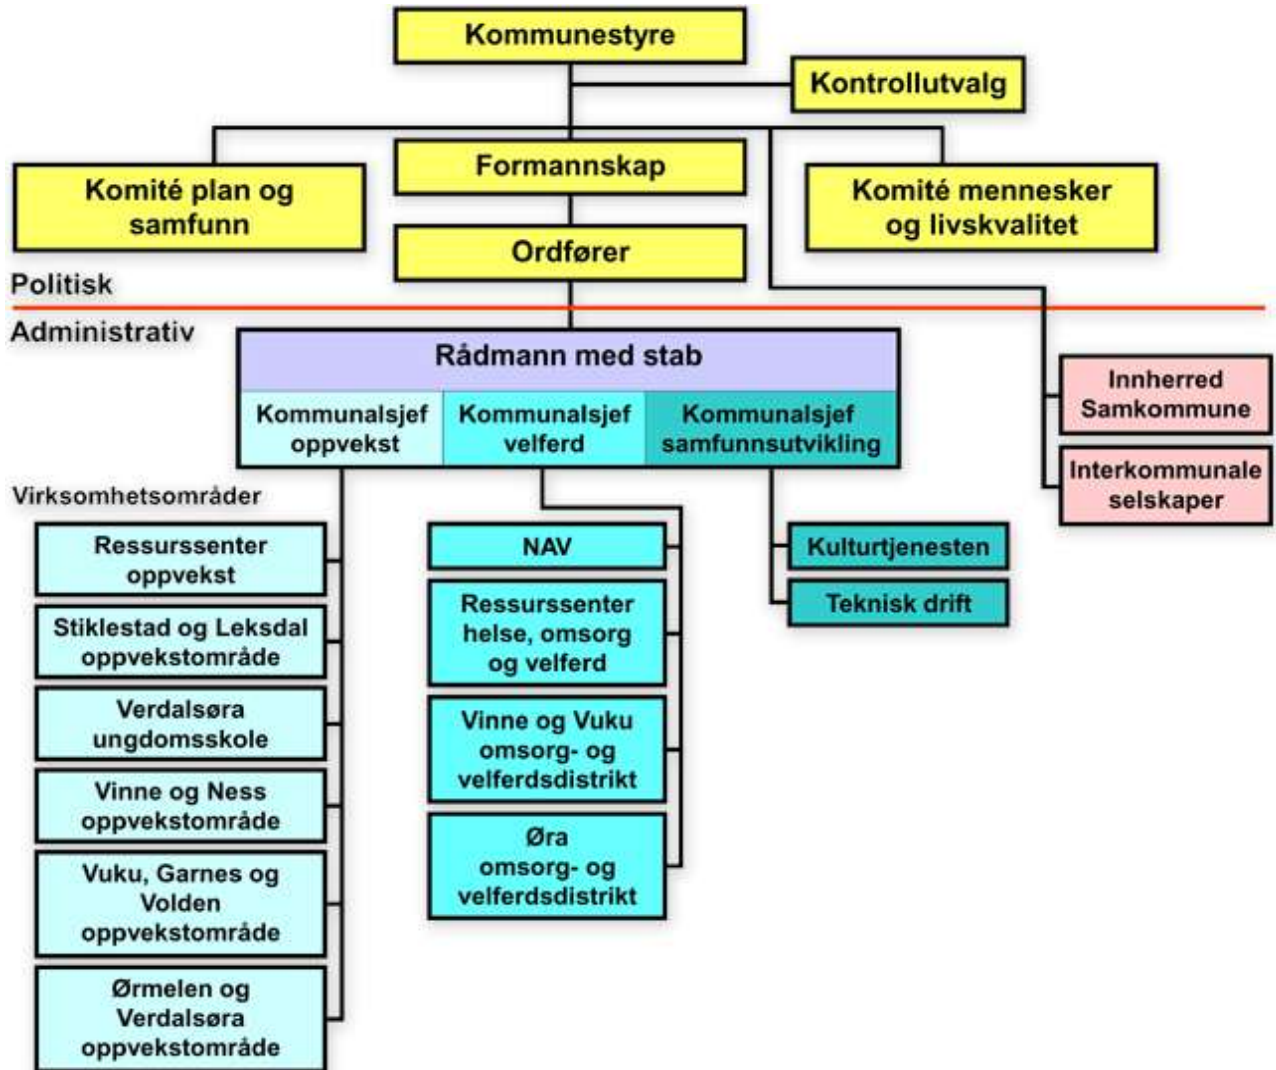 Kommunestyre
Kontrollutvalg
Komité plan og
samfunn
Formannskap
Komité mennesker
og livskvalitet
Ordfører
Politisk
Administrativ
Rådmann med stab
Kommunalsjef
oppvekst
Kommunalsjef
velferd
Kommunalsjef
samfunnsutvikling
Innherred
Samkommune
Interkommunale
selskaper
Virksomhetsområder
Ressurssenter
oppvekst
Stiklestad og Leksdal
oppvekstområde
Verdalsøra
ungdomsskole
Vinne og Ness
oppvekstområde
Vuku, Garnes og
Volden
oppvekstområde
Ørmelen og
Verdalsøra
oppvekstområde
NAV
Ressurssenter
helse, omsorg
og velferd
Vinne og Vuku
omsorg- og
velferdsdistrikt
Øra
omsorg- og
velferdsdistrikt
Kulturtjenesten
Teknisk drift